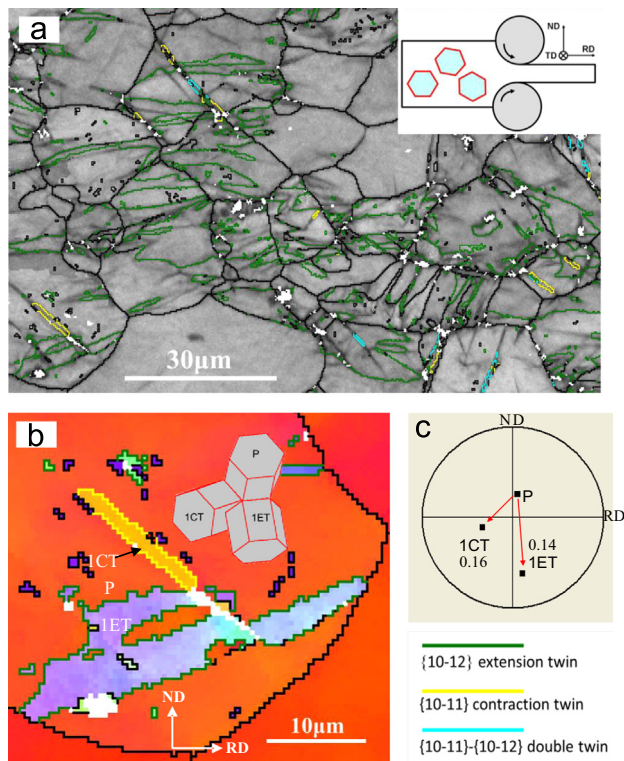 a
ND
TD
RD
P
30μm
b
P
1CT
1ET
1CT
P
1ET
ND
RD
10μm
c
ND
P
RD
1CT
0.14
0.16
1ET
{10-12} extension twin
{10-11} contraction twin
{10-11}-{10-12} double twin